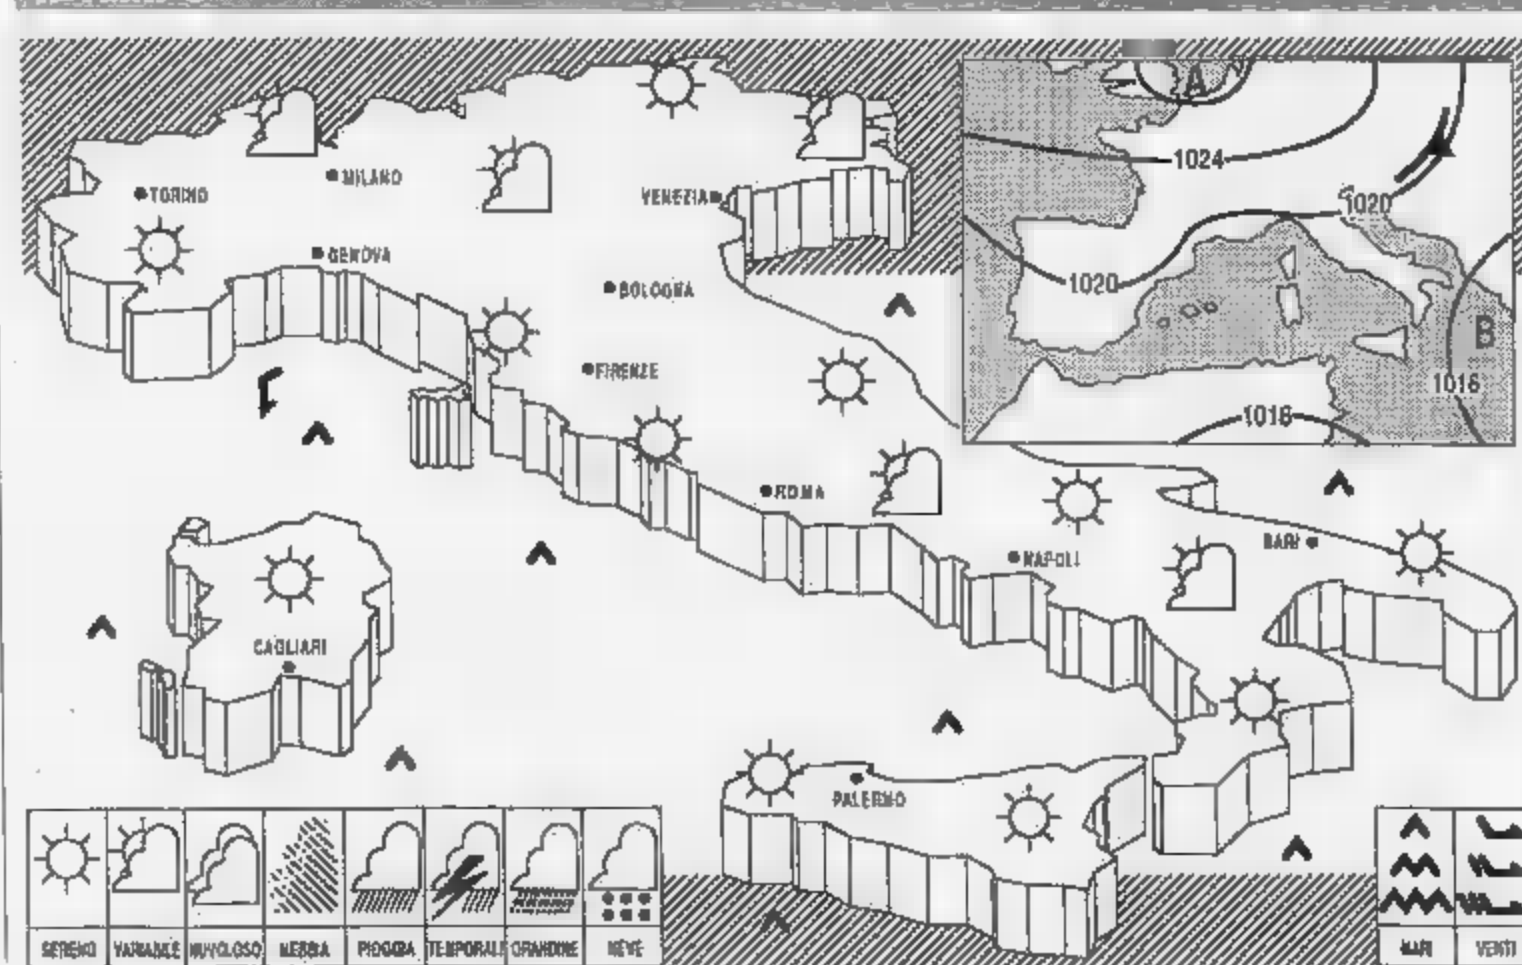 A
1024
1020
1020
B
1016
1016
TORINO
MILANO
VENEZIA
GENOVA
BOLOGNA
FIRENZE
ROMA
NAPOLI
BARI
CAGLIARI
PALERMO
SERENO VARIABILE NUVOLOSO NEBBIA PIOGGIA TEMPORALE GRANDINE NEVE
MARI VENTI